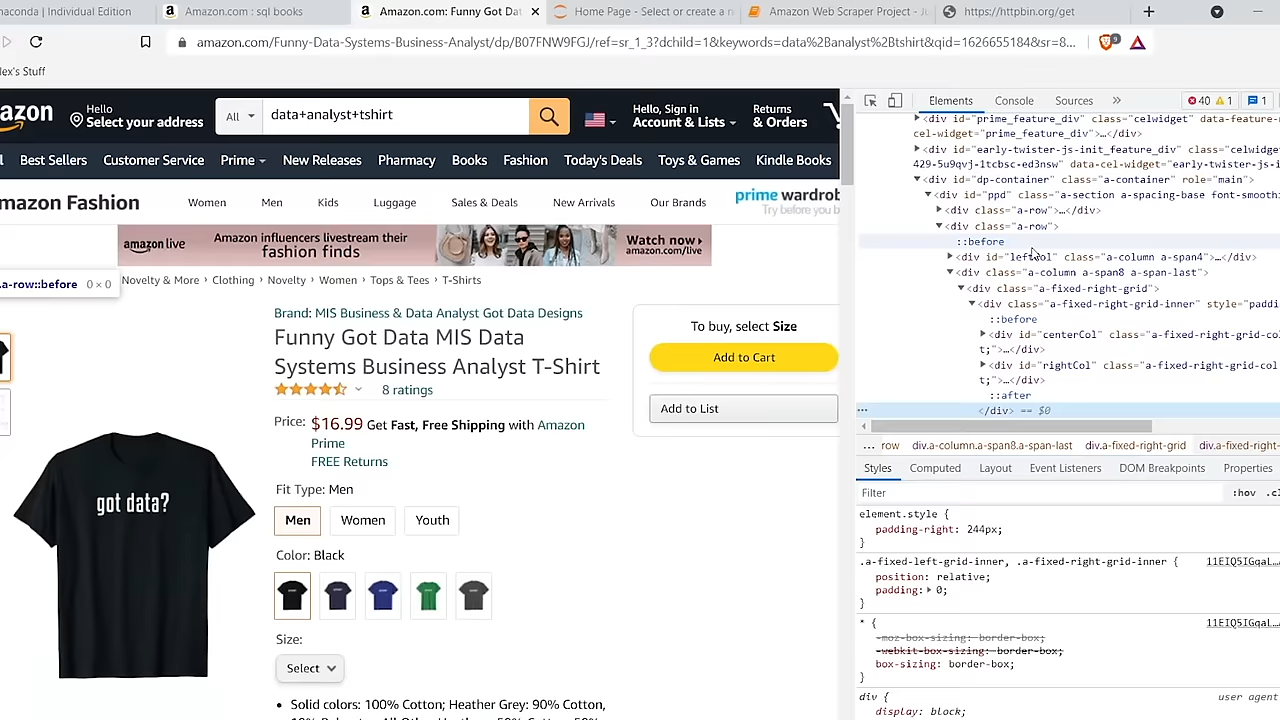 naconda | Individual Edition
Amazon.com : sql books
Amazon.com: Funny Got Dat
Home Page - Select or create a n
Amazon Web Scraper Project - Ju
https://httpbin.org/get
amazon.com/Funny-Data-Systems-Business-Analyst/dp/B07FNW9FGJ/ref=sr_1_3?dchild=1&keywords=data%2Banalyst%2Btshirt&qid=1626655184&sr=8...
9
lex's Stuff
azon
Hello
Select your address
All
data+analyst+tshirt
Hello, Sign in
Account & Lists
Returns
& Orders
l Best Sellers Customer Service Prime New Releases Pharmacy Books Fashion Today's Deals Toys & Games Kindle Books
mazon Fashion Women Men Kids Luggage Sales & Deals New Arrivals Our Brands
prime wardrob
Try before you b
amazon live
Amazon influencers livestream their
fashion finds
Watch now
amazon.com/live
.a-row::before 0 × 0
Novelty & More › Clothing › Novelty › Women › Tops & Tees › T-Shirts
Brand: MIS Business & Data Analyst Got Data Designs
Funny Got Data MIS Data
Systems Business Analyst T-Shirt
8 ratings
Price: $16.99 Get Fast, Free Shipping with Amazon
Prime
FREE Returns
Fit Type: Men
Men Women Youth
Color: Black
Size:
Select
• Solid colors: 100% Cotton; Heather Grey: 90% Cotton,
got data?
To buy, select Size
Add to Cart
Add to List
Elements Console Sources » 40 1 1
<div id="prime_feature_div" class="celwidget" data-feature-
cel-widget="prime_feature_div">…</div>
<div id="early-twister-js-init_feature_div" class="celwidge
429-5u9qvj-1tcbsc-ed3nsw" data-cel-widget="early-twister-js-i
<div id="dp-container" class="a-container" role="main">
<div id="ppd" class="a-section a-spacing-base font-smooth
<div class="a-row">…</div>
<div class="a-row">
::before
<div id="leftCol" class="a-column a-span4">…</div>
<div class="a-column a-span8 a-span-last">
<div class="a-fixed-right-grid">
<div class="a-fixed-right-grid-inner" style="paddi
::before
<div id="centerCol" class="a-fixed-right-grid-co
t;">…</div>
<div id="rightCol" class="a-fixed-right-grid-col
t;">…</div>
::after
</div> == $0
… row div.a-column.a-span8.a-span-last div.a-fixed-right-grid div.a-fixed-right-
Styles Computed Layout Event Listeners DOM Breakpoints Properties
Filter :hov .cl
element.style {
padding-right: 244px;
}
.a-fixed-left-grid-inner, .a-fixed-right-grid-inner {
position: relative;
padding: 0;
}
* {
-moz-box-sizing: border-box;
-webkit-box-sizing: border-box;
box-sizing: border-box;
}
div { user agent
display: block;